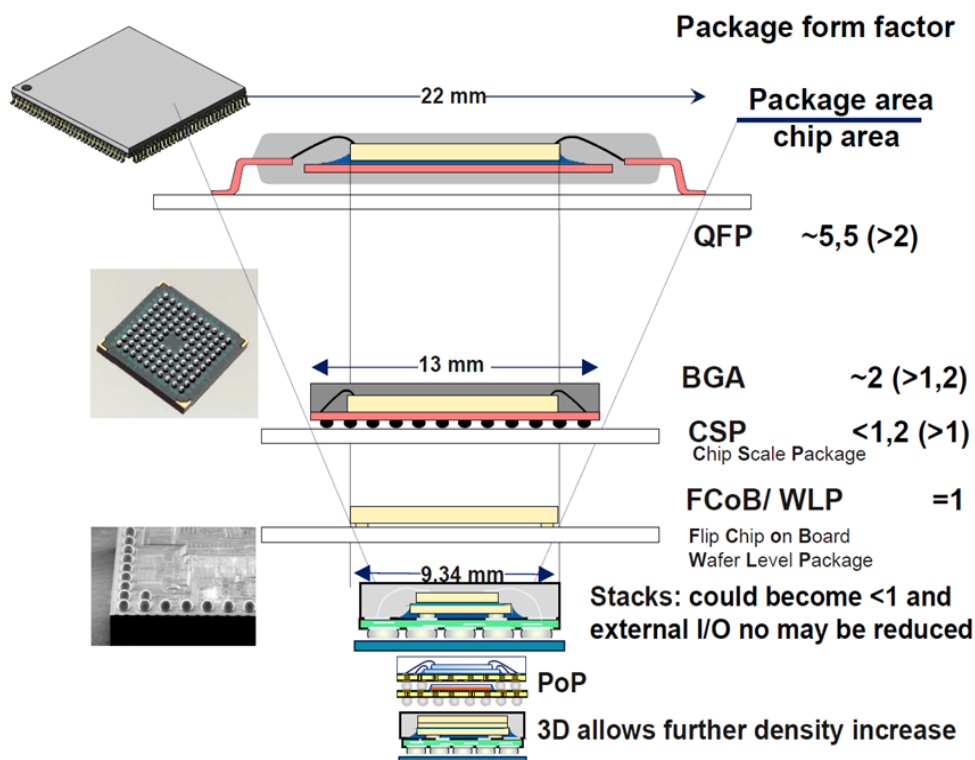 Package form factor
22 mm
Package area
chip area
QFP ~5,5 (>2)
13 mm
BGA ~2 (>1,2)
CSP <1,2 (>1)
Chip Scale Package
FCoB/ WLP =1
Flip Chip on Board
Wafer Level Package
9.34 mm
Stacks: could become <1 and
external I/O no may be reduced
PoP
3D allows further density increase